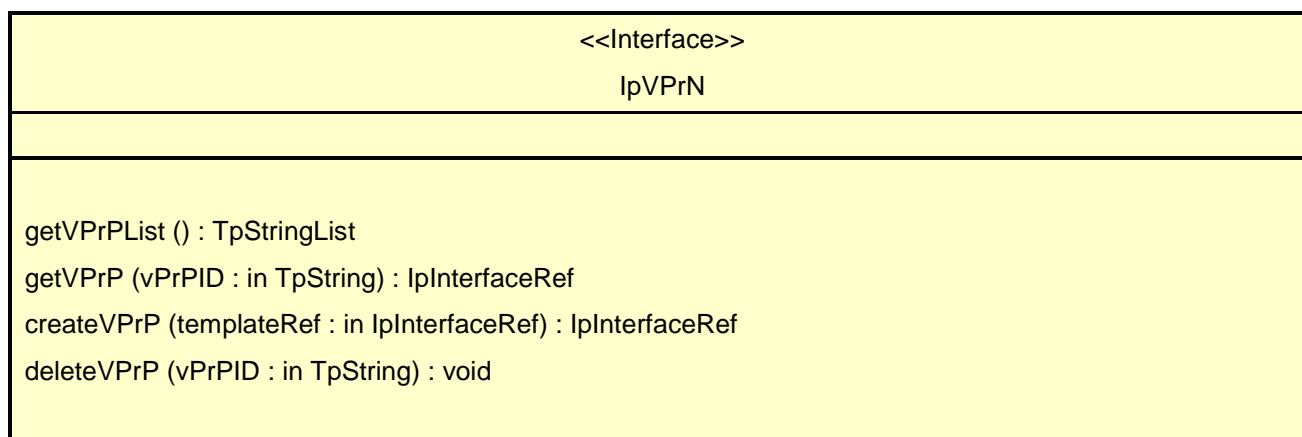 <<Interface>>
IpVPrN
getVPrPList () : TpStringList
getVPrP (vPrPID : in TpString) : IpInterfaceRef
createVPrP (templateRef : in IpInterfaceRef) : IpInterfaceRef
deleteVPrP (vPrPID : in TpString) : void